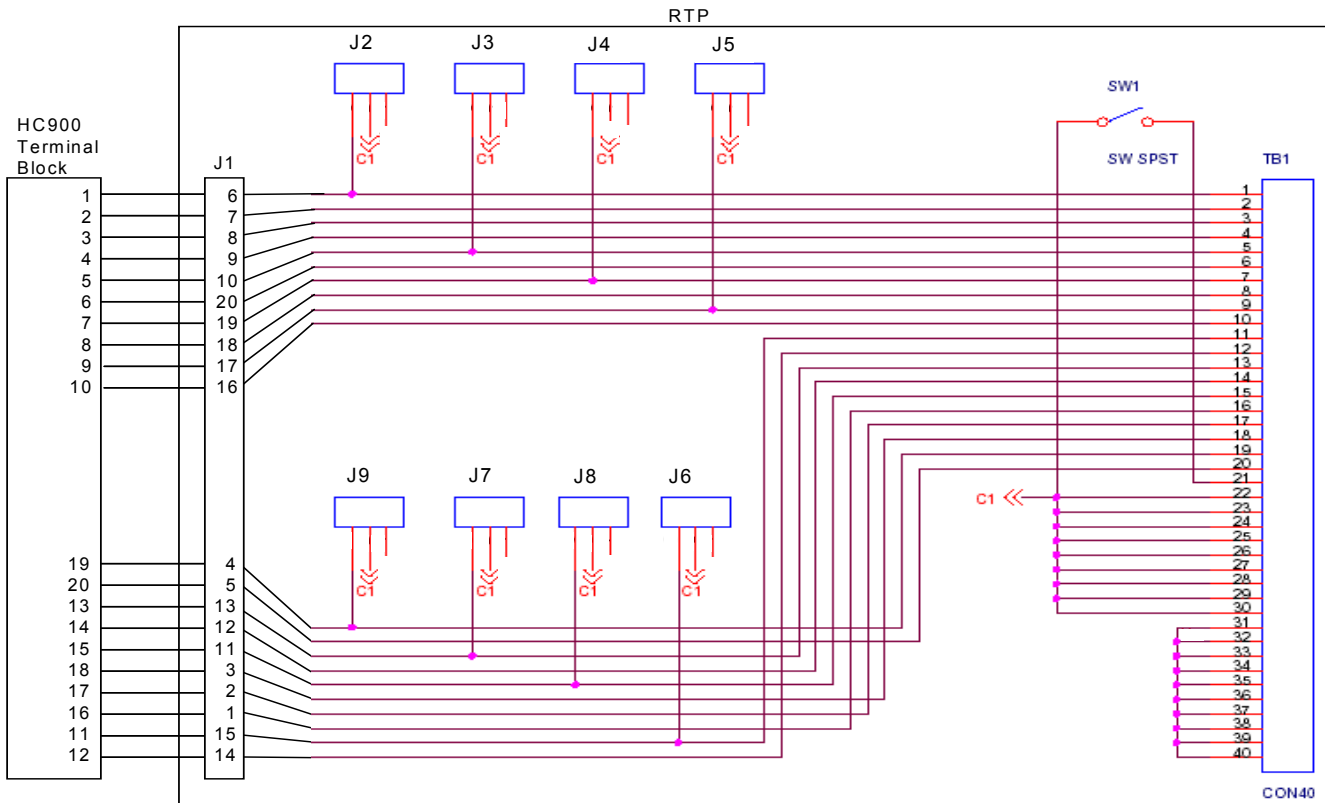 RTP
J2 J3 J4 J5
SW1
HC900
Terminal
Block
J1
C1 C1 C1 C1
SW SPST
TB1
1 6 1
2 7 2
3 8 3
4 9 4
5 10 5
6 20 6
7 19 7
8 18 8
9 17 9
10 16 10
11
12
13
14
15
16
17
18
J9 J7 J8 J6
19
20
21
C1 22
23
24
25
26
19 4 27
C1 C1 C1 C1
20 5 28
29
13 13 30
14 12 31
32
15 11 33
18 3 34
35
17 2 36
16 1 37
38
11 15 39
12 14 40
CON40